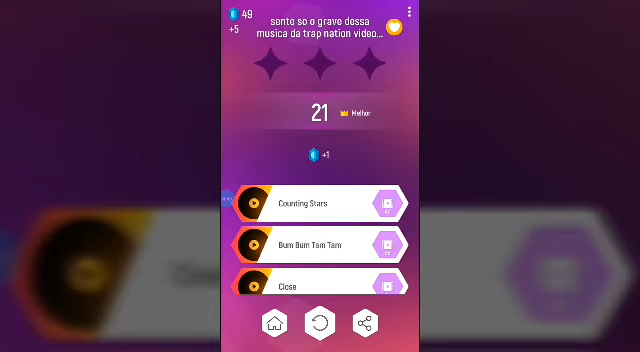 49
+5
sente so o grave dessa
musica da trap nation video...
21
Melhor
+1
Counting Stars
Bum Bum Tam Tam
Close